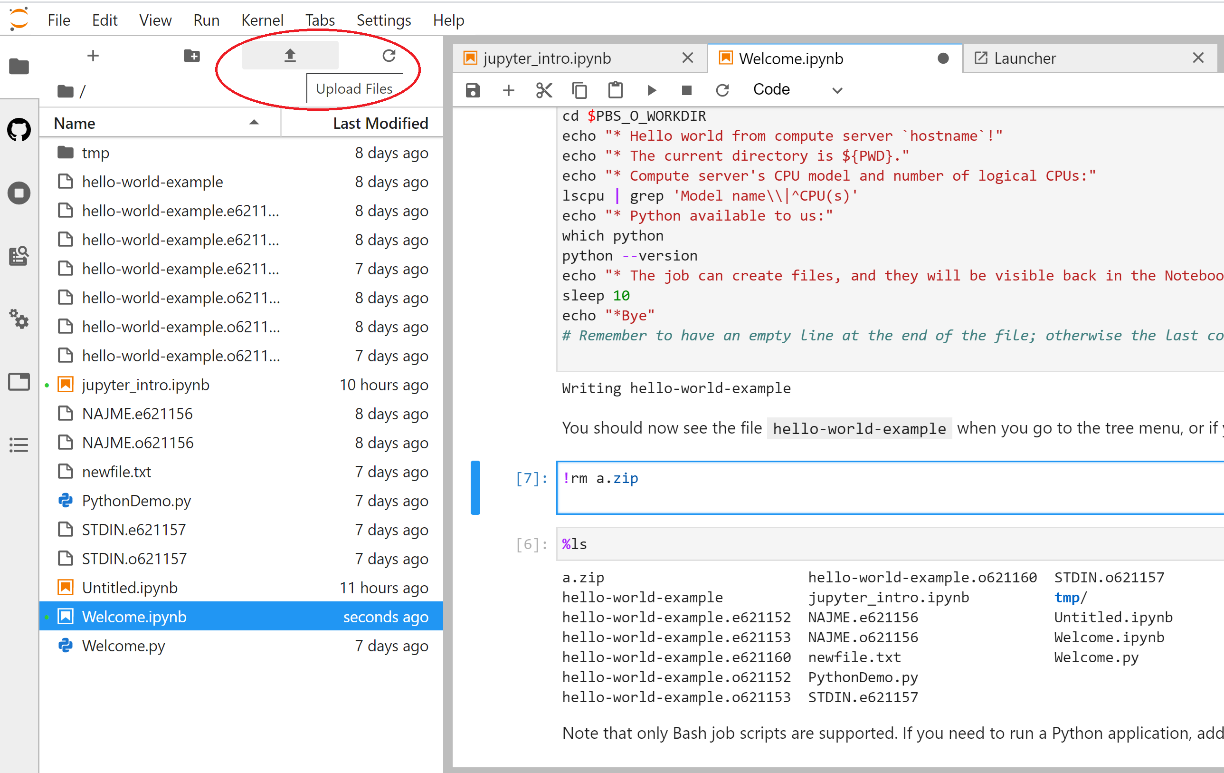 File Edit View Run Kernel Tabs Settings Help
Upload Files
/
Name Last Modified
tmp 8 days ago
hello-world-example 8 days ago
hello-world-example.e6211... 8 days ago
hello-world-example.e6211... 8 days ago
hello-world-example.e6211... 7 days ago
hello-world-example.o6211... 8 days ago
hello-world-example.o6211... 8 days ago
hello-world-example.o6211... 7 days ago
jupyter_intro.ipynb 10 hours ago
NAJME.e621156 8 days ago
NAJME.o621156 8 days ago
newfile.txt 7 days ago
PythonDemo.py 7 days ago
STDIN.e621157 7 days ago
STDIN.o621157 7 days ago
Untitled.ipynb 11 hours ago
Welcome.ipynb seconds ago
Welcome.py 7 days ago
jupyter_intro.ipynb Welcome.ipynb Launcher
Code
cd $PBS_O_WORKDIR
echo "* Hello world from compute server `hostname`!"
echo "* The current directory is ${PWD}."
echo "* Compute server's CPU model and number of logical CPUs:"
lscpu | grep 'Model name\\|^CPU(s)'
echo "* Python available to us:"
which python
python --version
echo "* The job can create files, and they will be visible back in the Noteboo
sleep 10
echo "*Bye"
# Remember to have an empty line at the end of the file; otherwise the last co
Writing hello-world-example
You should now see the file hello-world-example when you go to the tree menu, or if y
[7]: !rm a.zip
[6]: %ls
a.zip hello-world-example.o621160 STDIN.o621157
hello-world-example jupyter_intro.ipynb tmp/
hello-world-example.e621152 NAJME.e621156 Untitled.ipynb
hello-world-example.e621153 NAJME.o621156 Welcome.ipynb
hello-world-example.e621160 newfile.txt Welcome.py
hello-world-example.o621152 PythonDemo.py
hello-world-example.o621153 STDIN.e621157
Note that only Bash job scripts are supported. If you need to run a Python application, add